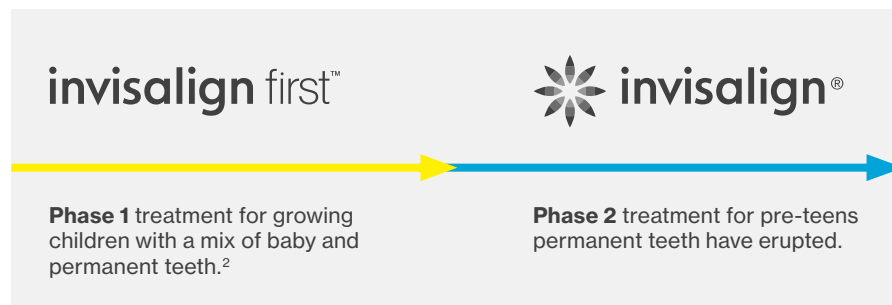 invisalign first™
invisalign®
Phase 1 treatment for growing
children with a mix of baby and
permanent teeth.²
Phase 2 treatment for pre-teens
permanent teeth have erupted.